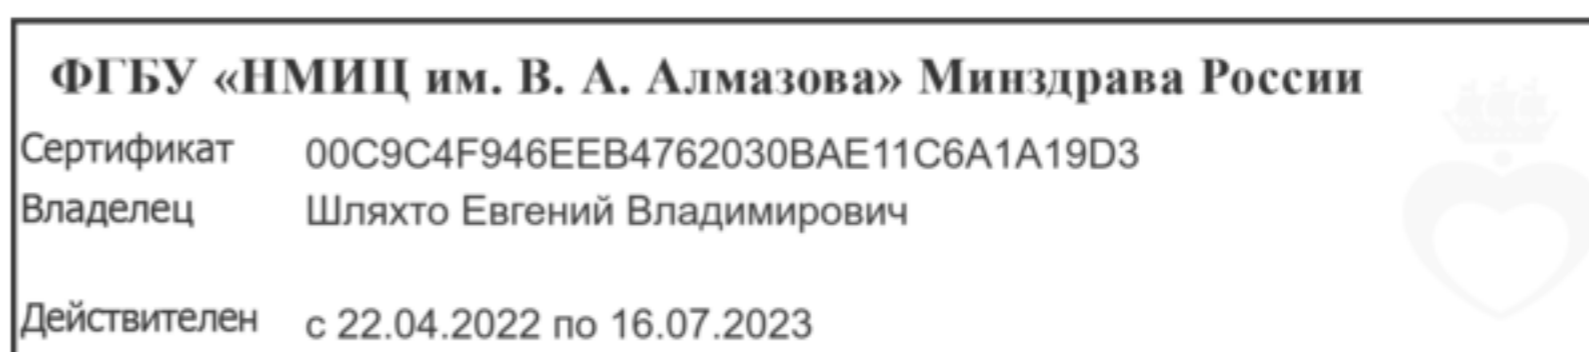 ФГБУ «НМИЦ им. В. А. Алмазова» Минздрава России
Сертификат 00C9C4F946EEB4762030BAE11C6A1A19D3
Владелец Шляхто Евгений Владимирович
Действителен с 22.04.2022 по 16.07.2023